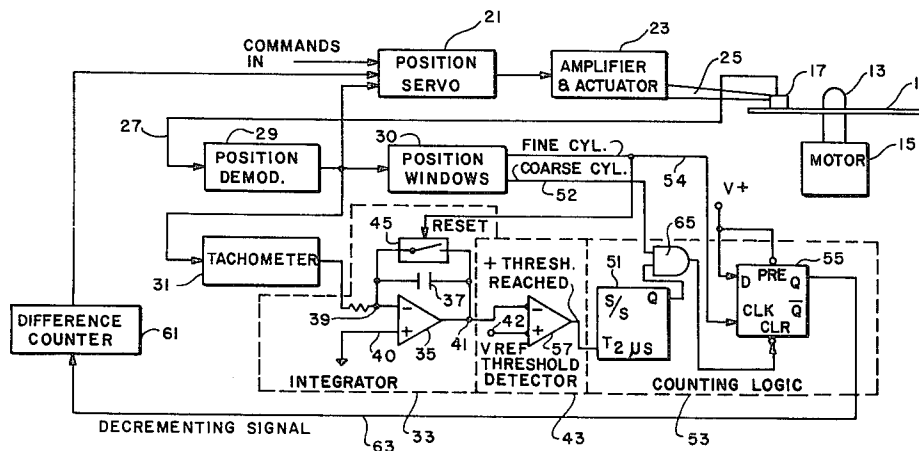 21
23
COMMANDS
IN
POSITION
SERVO
AMPLIFIER
& ACTUATOR
25
17
13
1
27
29
POSITION
DEMOD.
30
POSITION
WINDOWS
FINE CYL.
COARSE CYL.
52
54
MOTOR
15
V+
45
RESET
65
TACHOMETER
31
37
+ THRESH.
REACHED
51
55
S/S
Q
T 2 µS
PRE
D
Q
CLK
Q̅
CLR
DIFFERENCE
COUNTER
61
39
−
+
40
35
41
42
−
+
57
V REF
THRESHOLD
DETECTOR
INTEGRATOR
COUNTING LOGIC
DECREMENTING SIGNAL
63
33
43
53